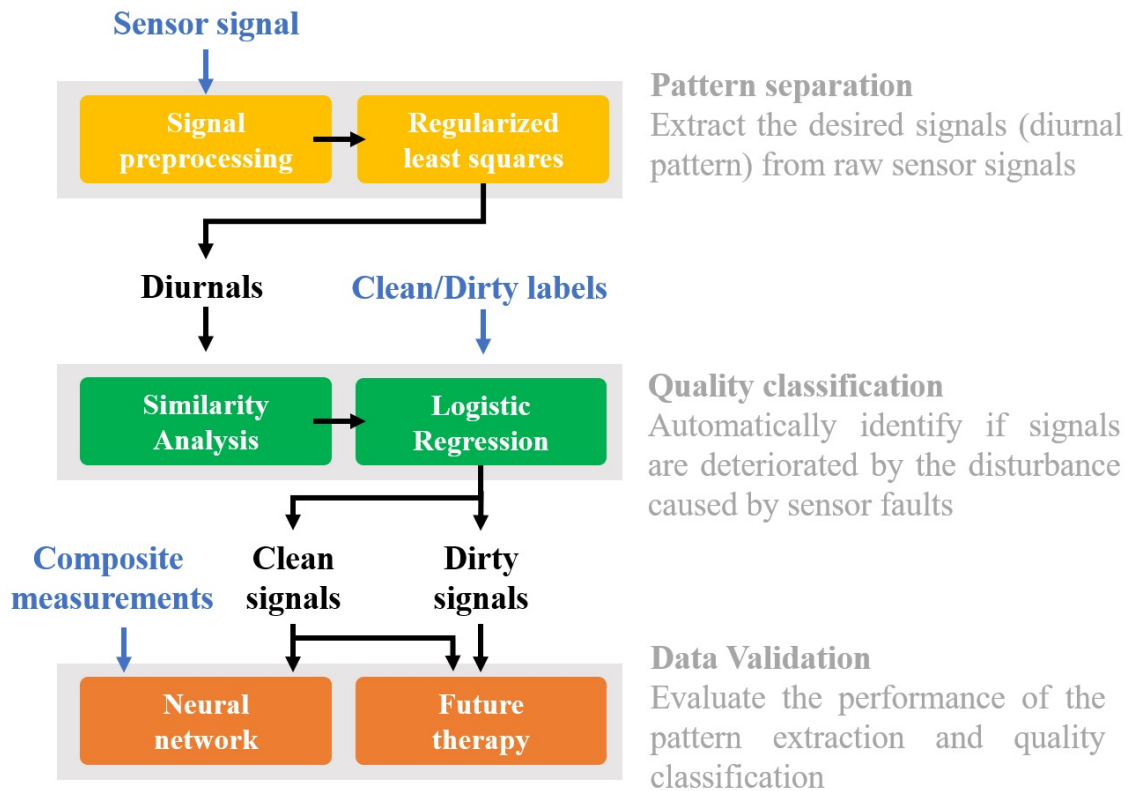 Sensor signal
Signal
preprocessing
Regularized
least squares
Pattern separation
Extract the desired signals (diurnal
pattern) from raw sensor signals
Diurnals
Clean/Dirty labels
Similarity
Analysis
Logistic
Regression
Quality classification
Automatically identify if signals
are deteriorated by the disturbance
caused by sensor faults
Composite
measurements
Clean
signals
Dirty
signals
Neural
network
Future
therapy
Data Validation
Evaluate the performance of the
pattern extraction and quality
classification